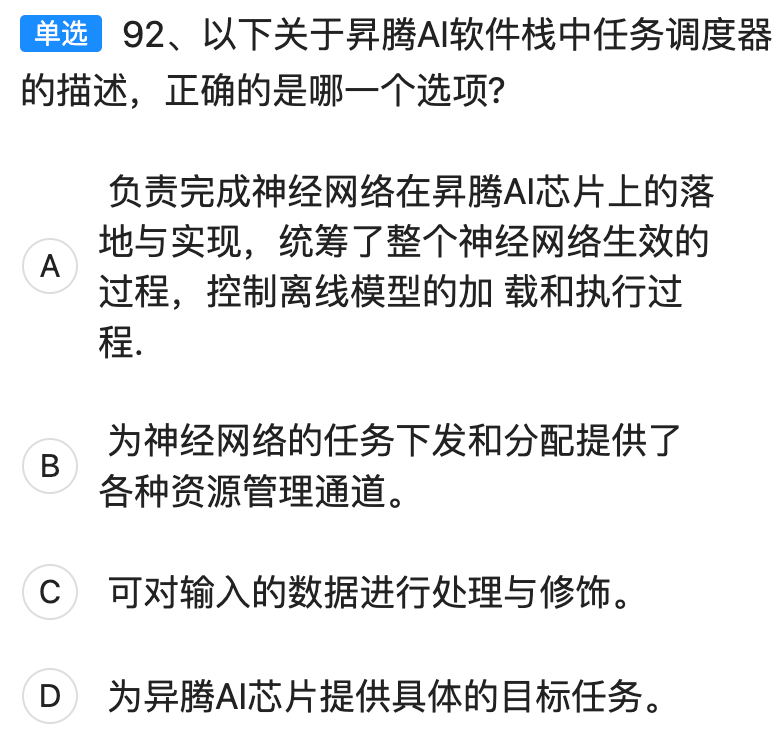 单选 92、以下关于昇腾AI软件栈中任务调度器
的描述，正确的是哪一个选项?
负责完成神经网络在昇腾AI芯片上的落
地与实现，统筹了整个神经网络生效的
A
过程，控制离线模型的加 载和执行过
程.
为神经网络的任务下发和分配提供了
B
各种资源管理通道。
C 可对输入的数据进行处理与修饰。
D 为异腾AI芯片提供具体的目标任务。